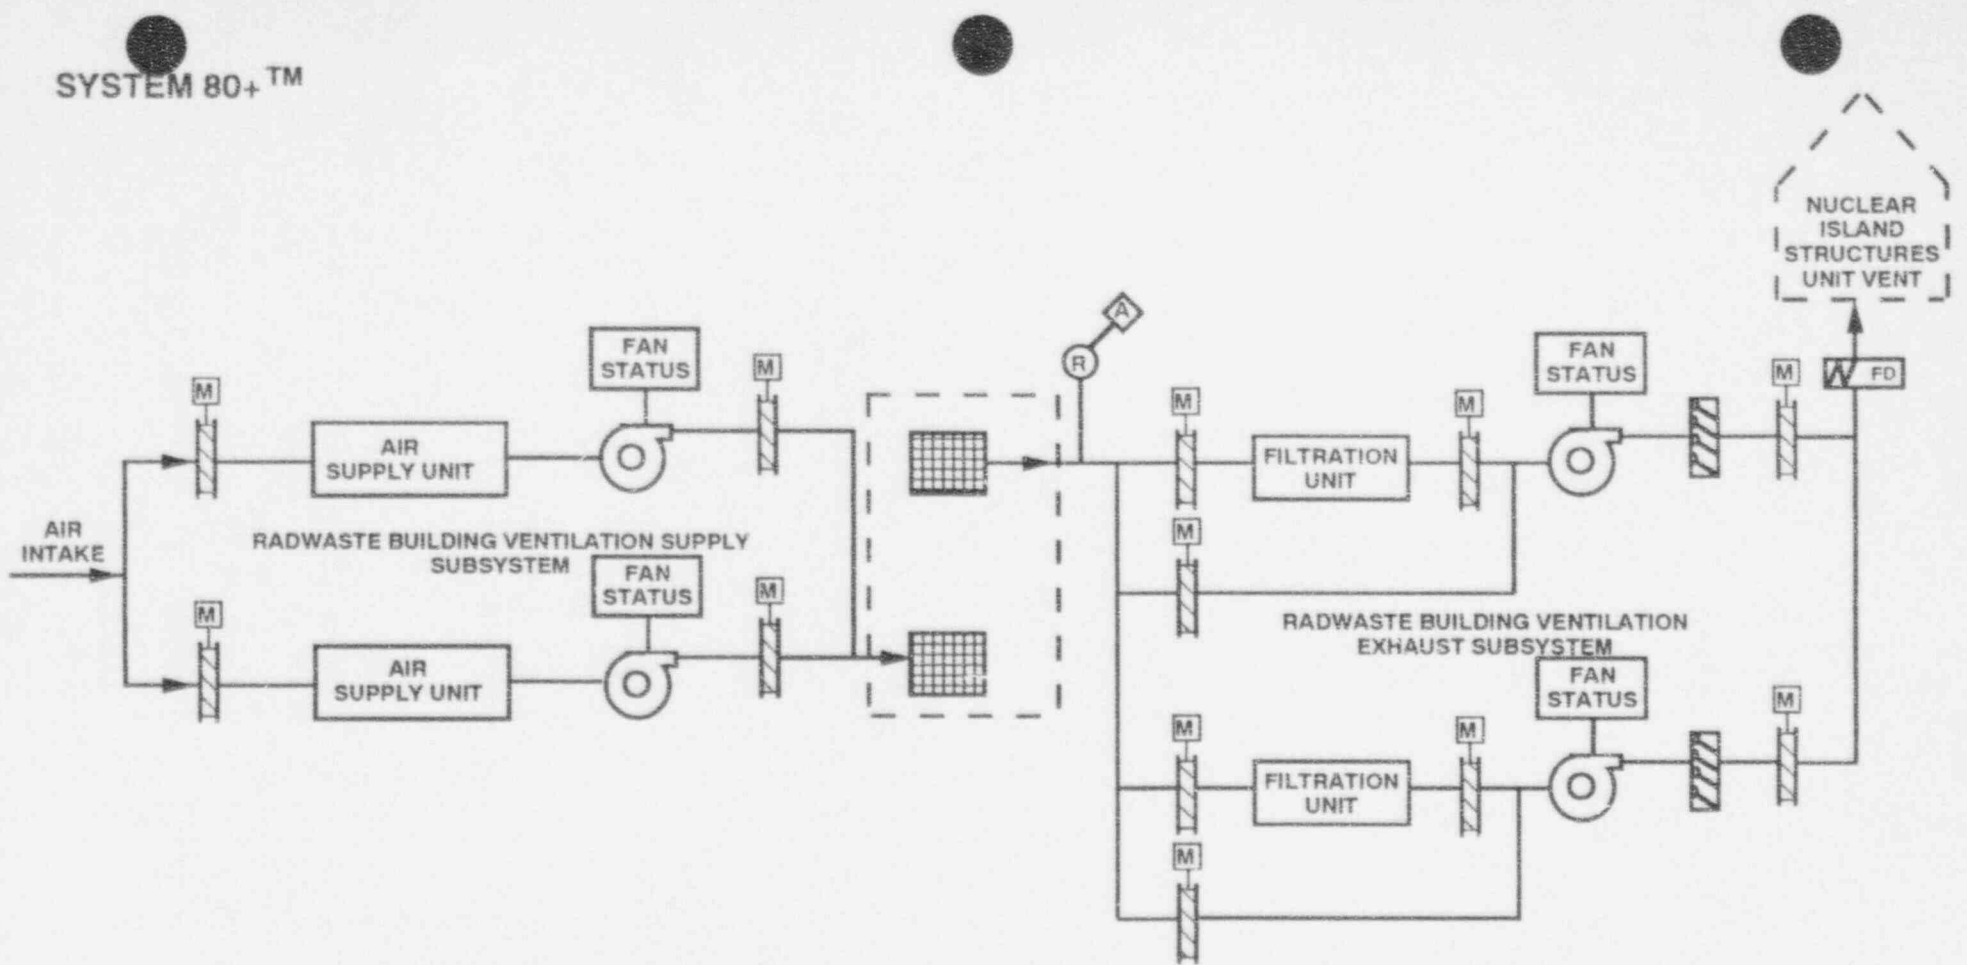 SYSTEM 80+™
NUCLEAR
ISLAND
STRUCTURES
UNIT VENT
A
R
FAN
STATUS
M
FAN
STATUS
M
FD
M
M
M
M
AIR
SUPPLY UNIT
FILTRATION
UNIT
AIR
INTAKE
RADWASTE BUILDING VENTILATION SUPPLY
SUBSYSTEM
M
FAN
STATUS
M
M
RADWASTE BUILDING VENTILATION
EXHAUST SUBSYSTEM
AIR
SUPPLY UNIT
FAN
STATUS
M
M
M
FILTRATION
UNIT
M